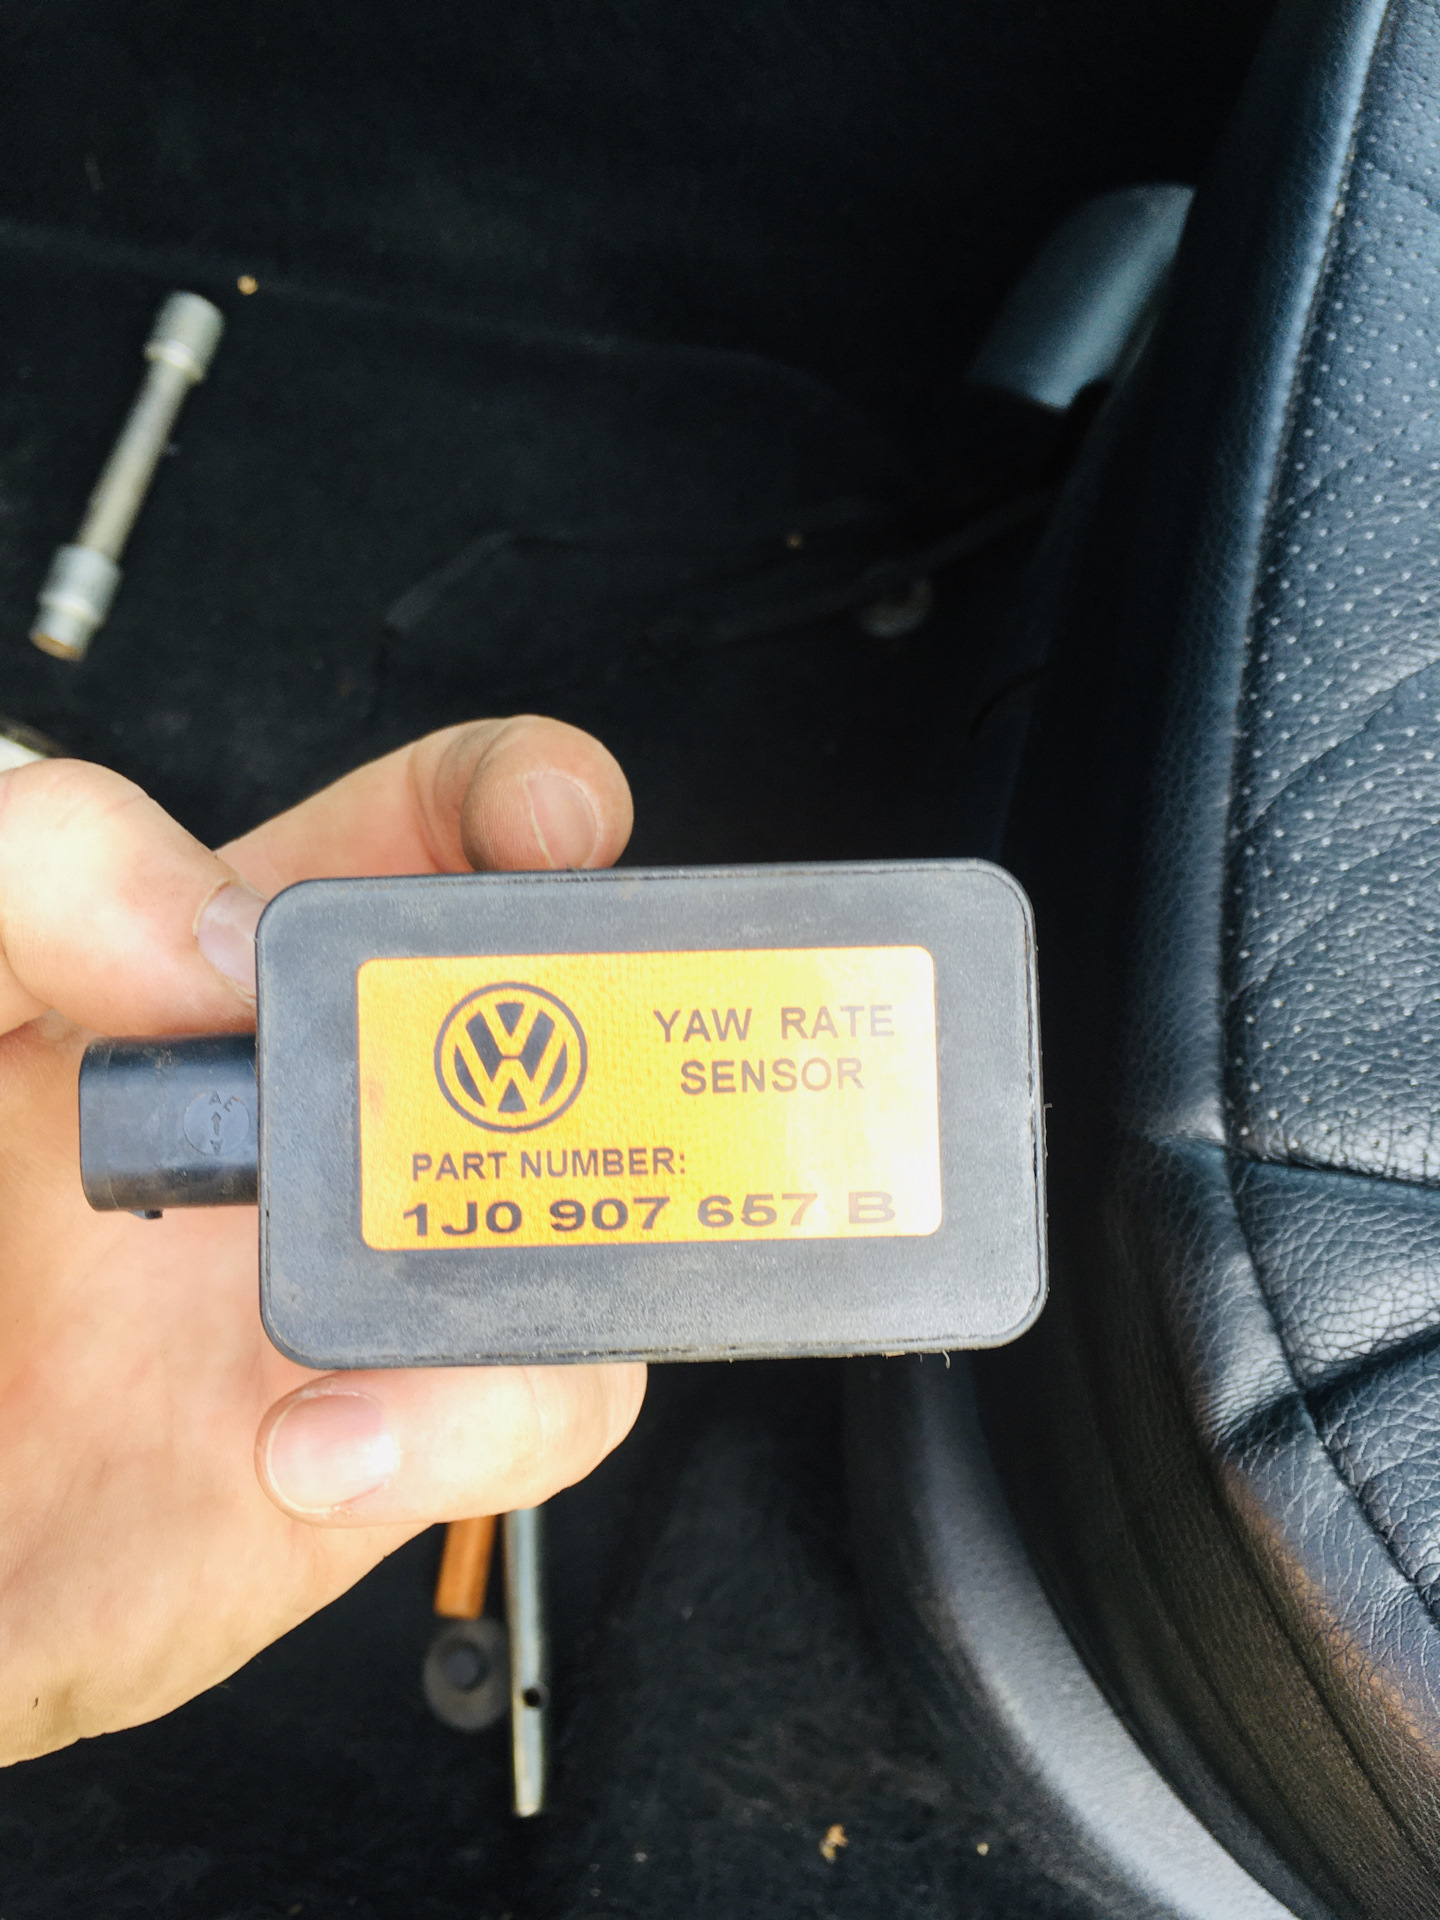 YAW RATE
SENSOR
PART NUMBER:
1J0 907 657 B